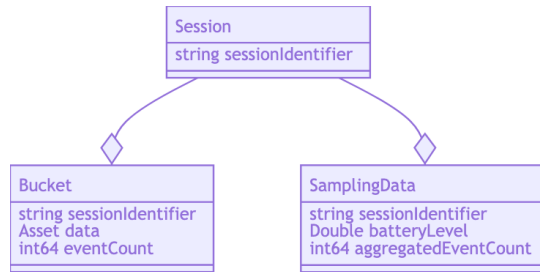 Session
string sessionIdentifier
Bucket
string sessionIdentifier
Asset data
int64 eventCount
SamplingData
string sessionIdentifier
Double batteryLevel
int64 aggregatedEventCount